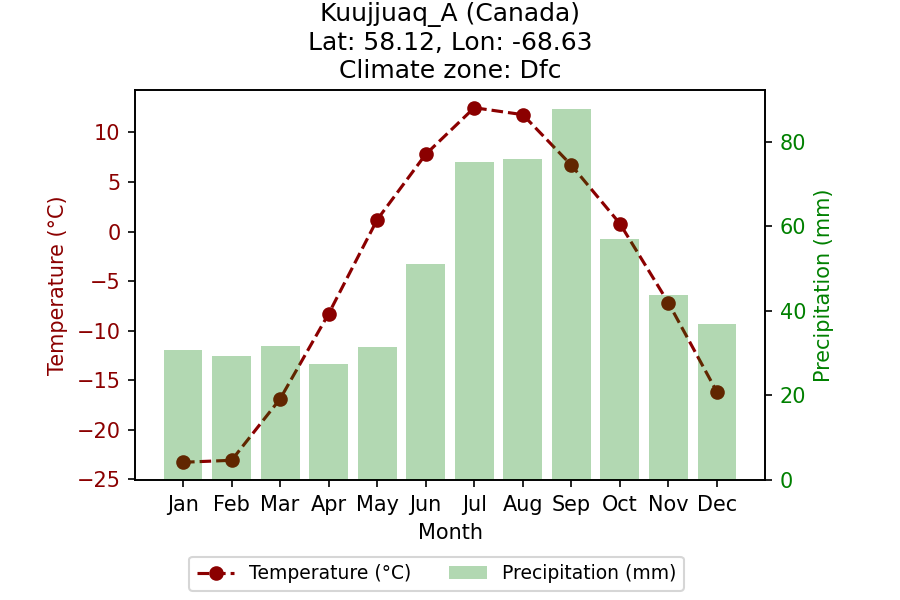 Kuujjuaq_A (Canada)
Lat: 58.12, Lon: -68.63
Climate zone: Dfc
Temperature (°C)
10
5
0
−5
−10
−15
−20
−25
80
60
40
20
0
Precipitation (mm)
Jan Feb Mar Apr May Jun Jul Aug Sep Oct Nov Dec
Month
Temperature (°C) Precipitation (mm)